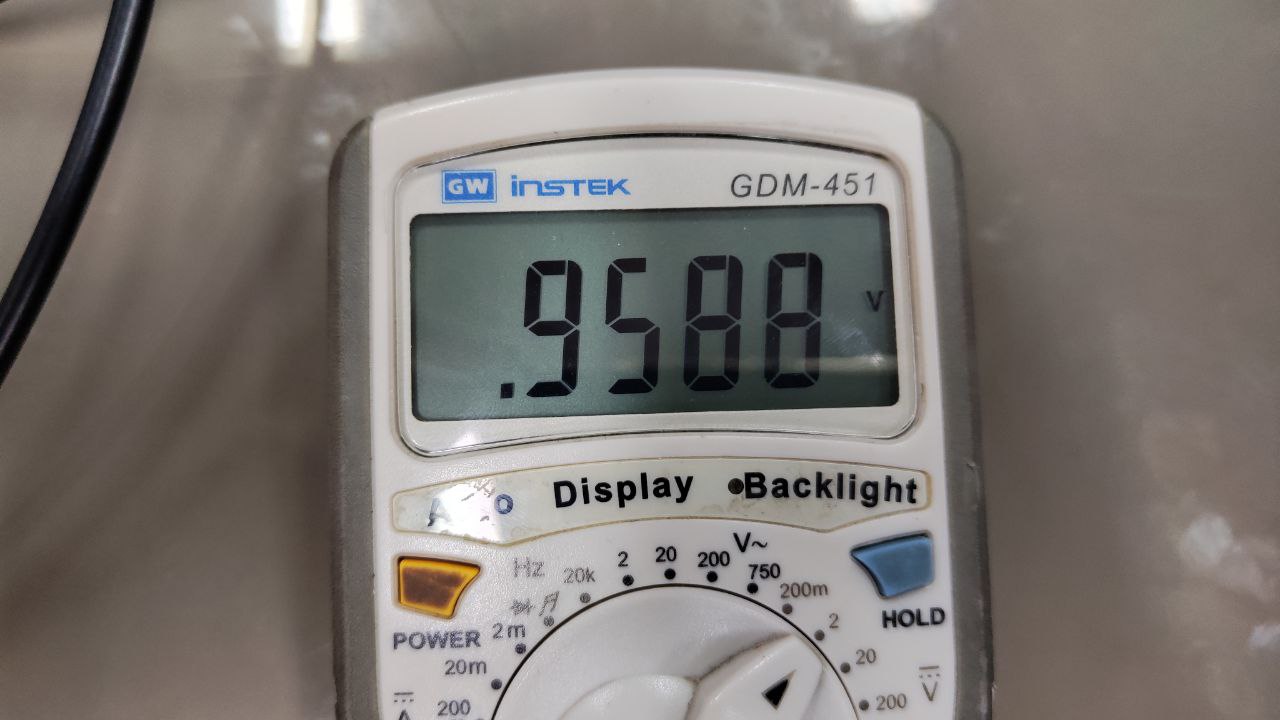 GW INSTEK GDM-451
.9588 V
Display Backlight
Hz 20k 2 20 200 V~ 750 200m
POWER 2m 2 HOLD
20m 20
200 200 V
A